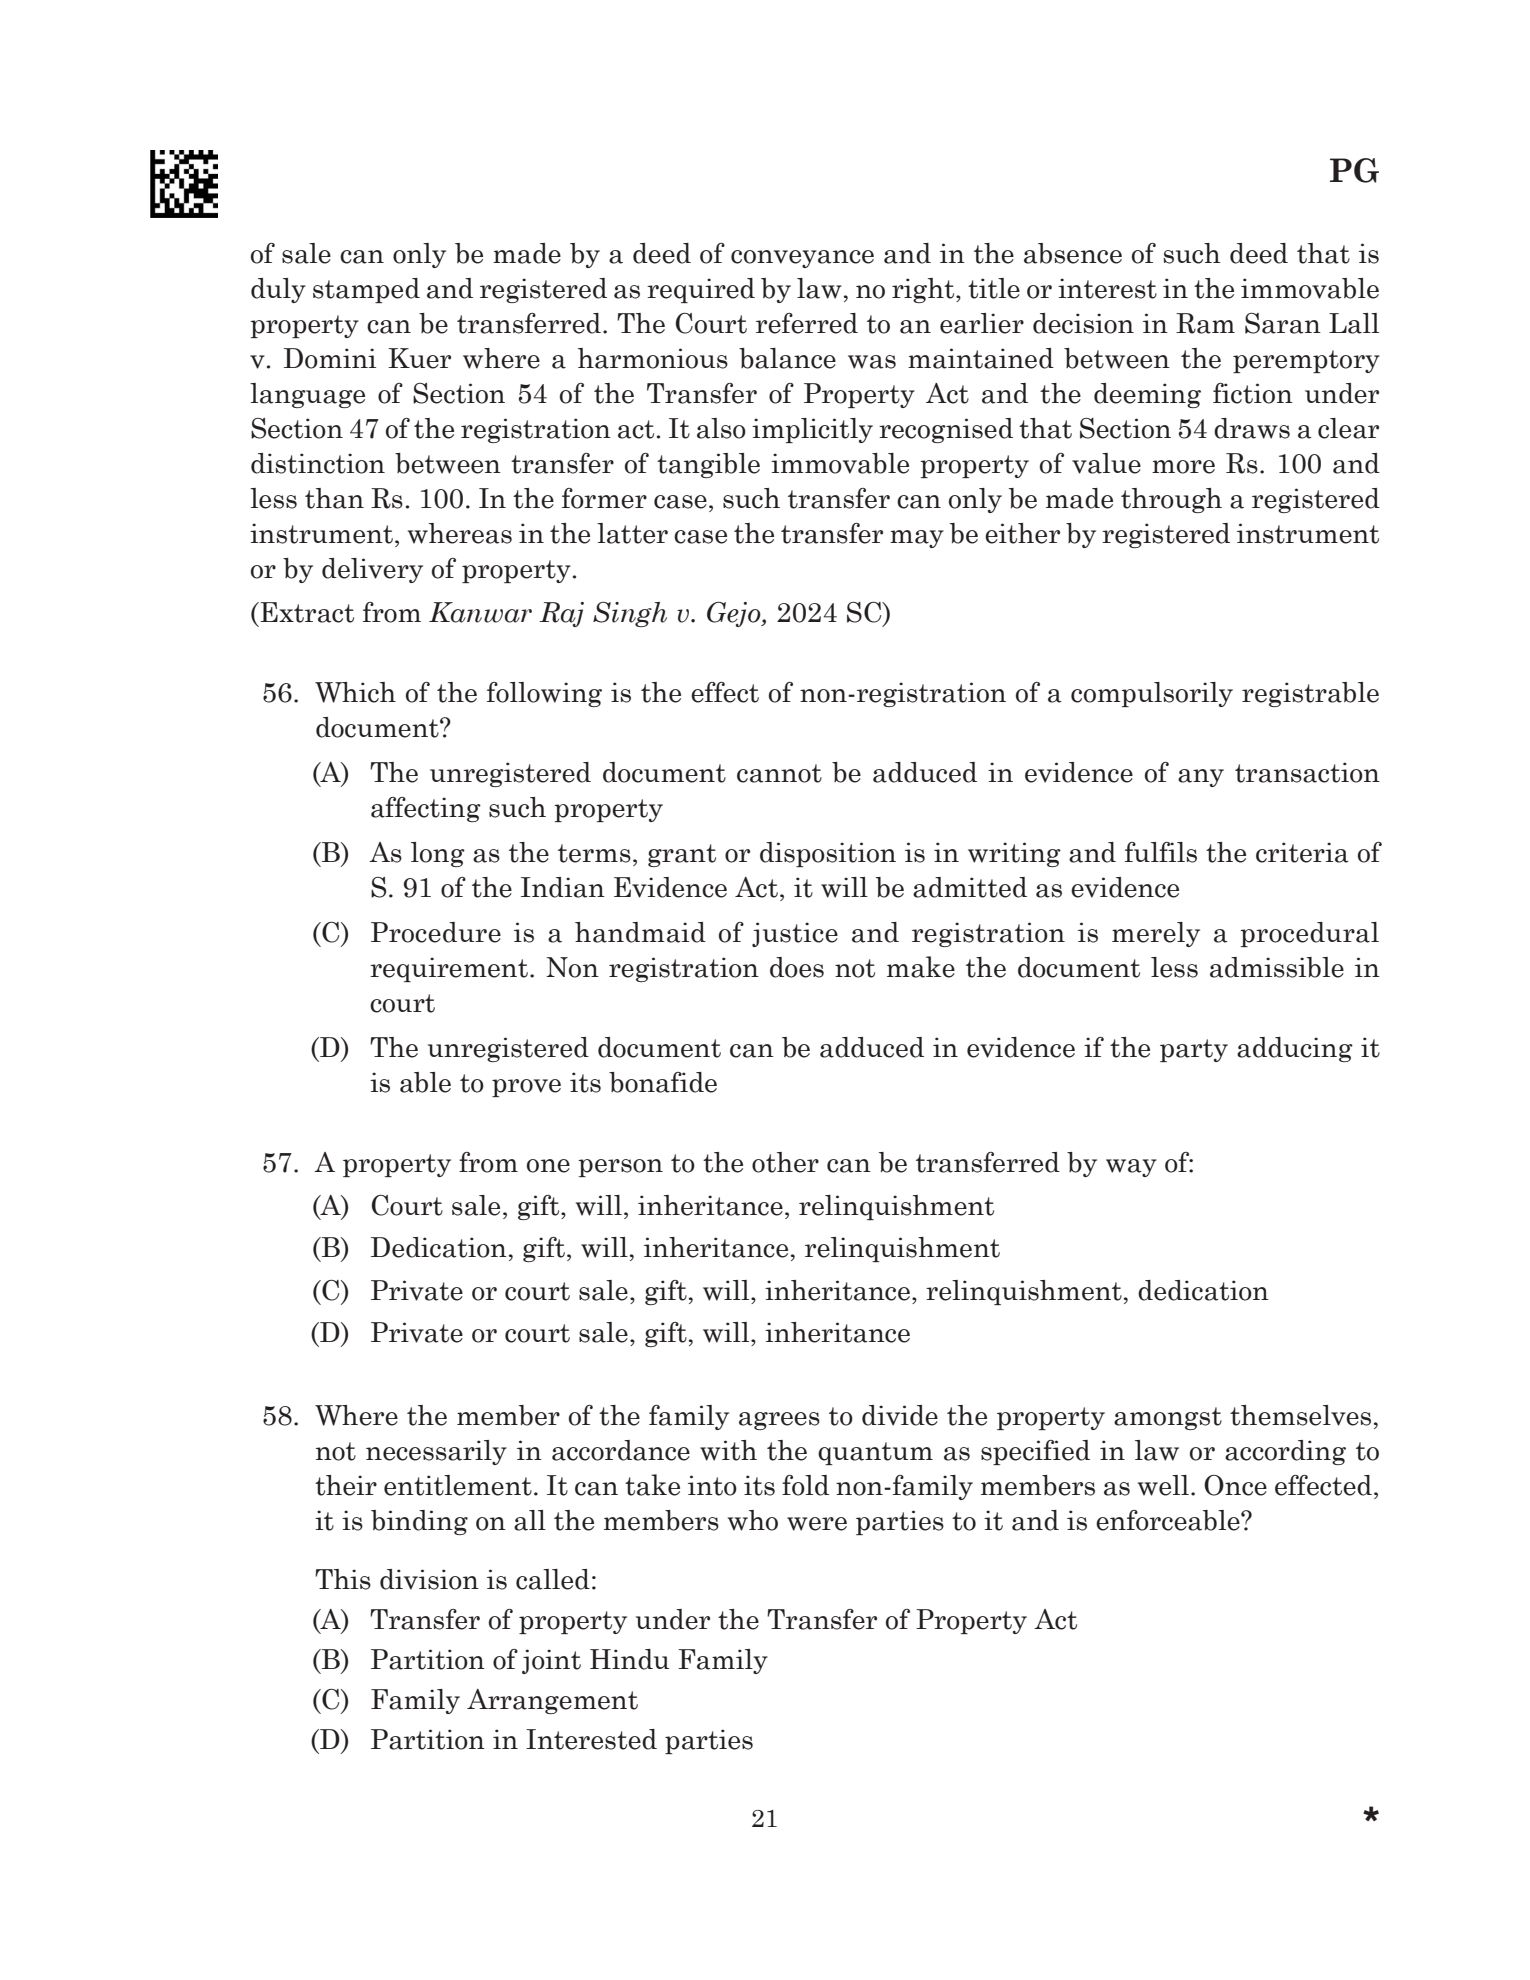 PG
of sale can only be made by a deed of conveyance and in the absence of such deed that is
duly stamped and registered as required by law, no right, title or interest in the immovable
property can be transferred. The Court referred to an earlier decision in Ram Saran Lall
v. Domini Kuer where a harmonious balance was maintained between the peremptory
language of Section 54 of the Transfer of Property Act and the deeming fiction under
Section 47 of the registration act. It also implicitly recognised that Section 54 draws a clear
distinction between transfer of tangible immovable property of value more Rs. 100 and
less than Rs. 100. In the former case, such transfer can only be made through a registered
instrument, whereas in the latter case the transfer may be either by registered instrument
or by delivery of property.
(Extract from Kanwar Raj Singh v. Gejo, 2024 SC)
56. Which of the following is the effect of non-registration of a compulsorily registrable
document?
(A) The unregistered document cannot be adduced in evidence of any transaction
affecting such property
(B) As long as the terms, grant or disposition is in writing and fulfils the criteria of
S. 91 of the Indian Evidence Act, it will be admitted as evidence
(C) Procedure is a handmaid of justice and registration is merely a procedural
requirement. Non registration does not make the document less admissible in
court
(D) The unregistered document can be adduced in evidence if the party adducing it
is able to prove its bonafide
57. A property from one person to the other can be transferred by way of:
(A) Court sale, gift, will, inheritance, relinquishment
(B) Dedication, gift, will, inheritance, relinquishment
(C) Private or court sale, gift, will, inheritance, relinquishment, dedication
(D) Private or court sale, gift, will, inheritance
58. Where the member of the family agrees to divide the property amongst themselves,
not necessarily in accordance with the quantum as specified in law or according to
their entitlement. It can take into its fold non-family members as well. Once effected,
it is binding on all the members who were parties to it and is enforceable?
This division is called:
(A) Transfer of property under the Transfer of Property Act
(B) Partition of joint Hindu Family
(C) Family Arrangement
(D) Partition in Interested parties
21 *